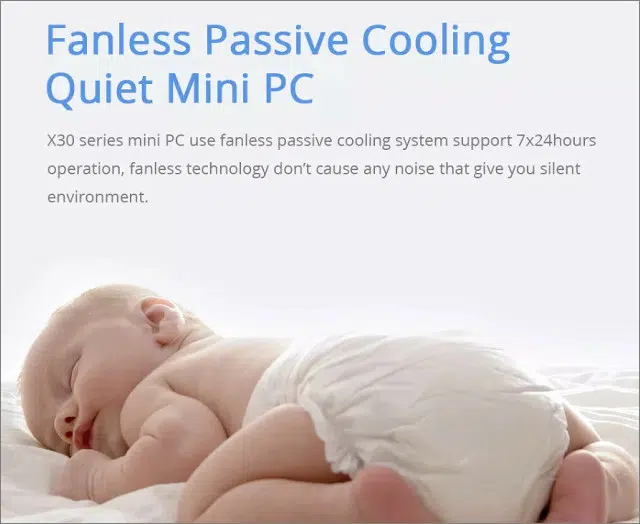 Fanless Passive Cooling
Quiet Mini PC
X30 series mini PC use fanless passive cooling system support 7x24hours
operation, fanless technology don’t cause any noise that give you silent
environment.